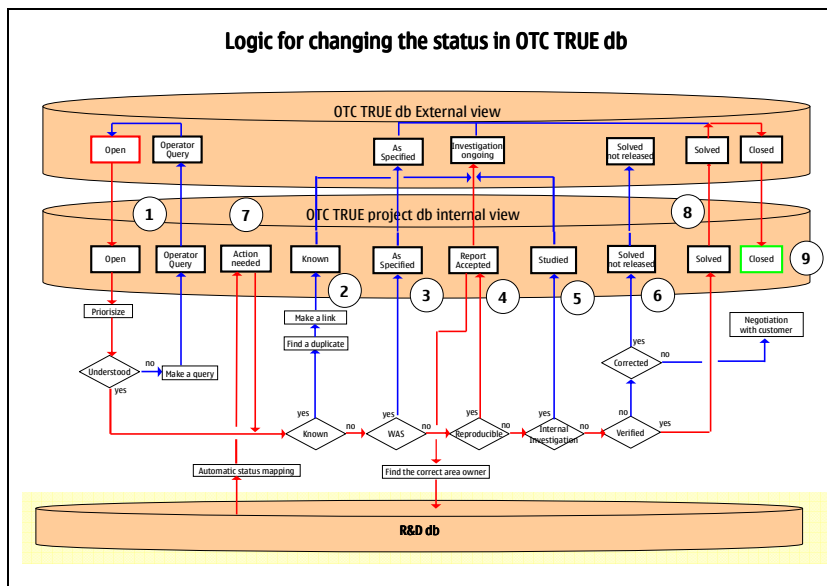 Logic for changing the status in OTC TRUE db
OTC TRUE db External view
Open
Operator
Query
As
Specified
Investigation
ongoing
Solved
not released
Solved
Closed
1
7
8
OTC TRUE project db internal view
Open
Operator
Query
Action
needed
Known
As
Specified
Report
Accepted
Studied
Solved
not released
Solved
Closed
9
2
3
4
5
6
Priorisize
Make a link
Find a duplicate
Negotiation
with customer
Understood
no
Make a query
yes
yes
Corrected
no
yes
Known
no
yes
WAS
no
yes
Reproducible
no
yes
Internal
Investigation
no
no
Verified
yes
Automatic status mapping
Find the correct area owner
R&D db